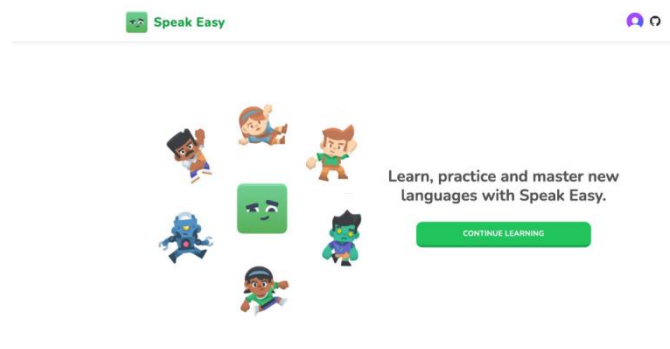 Speak Easy
Learn, practice and master new
languages with Speak Easy.
CONTINUE LEARNING